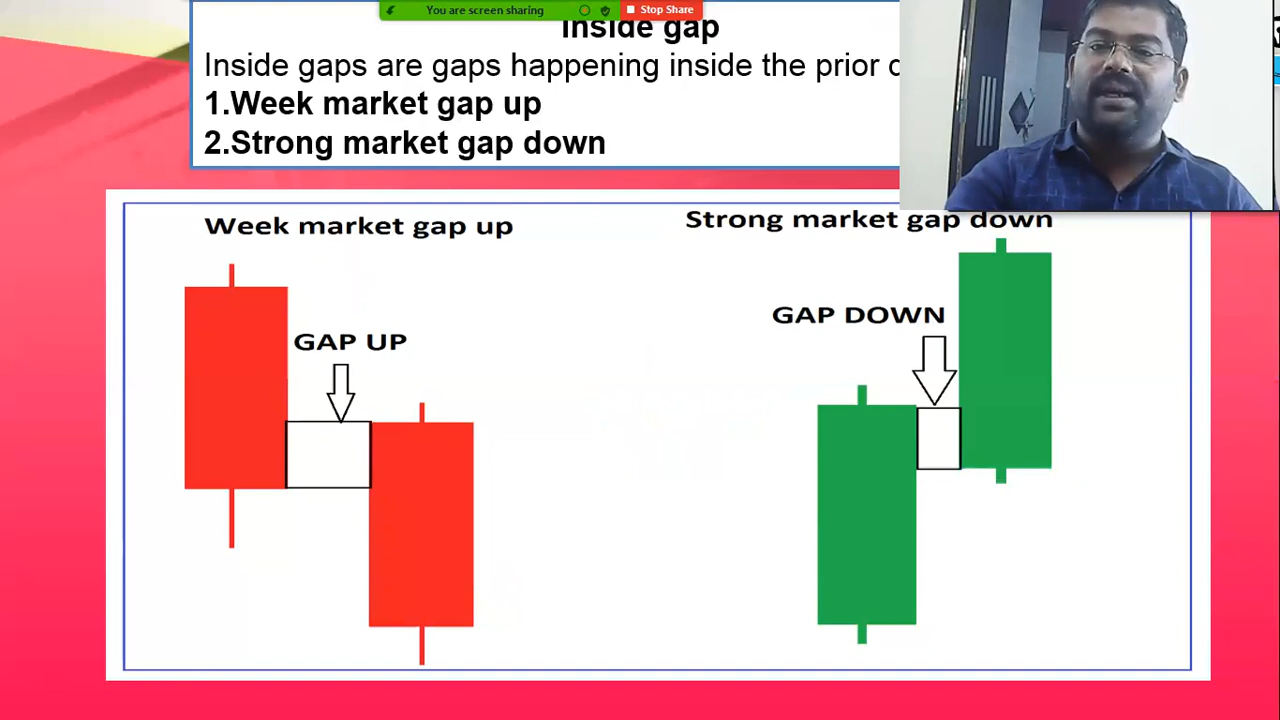 You are screen sharing
Stop Share
Inside gap
Inside gaps are gaps happening inside the prior
1.Week market gap up
2.Strong market gap down
Week market gap up
Strong market gap down
GAP DOWN
GAP UP